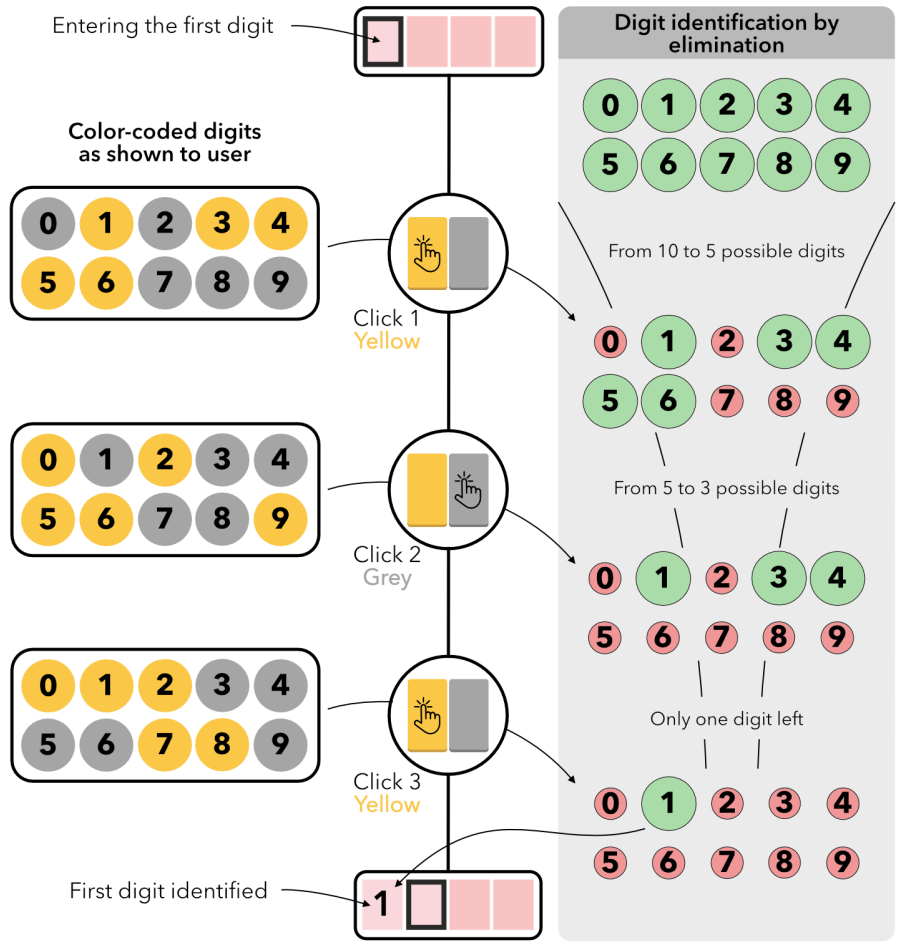 Entering the first digit
Digit identification by
elimination
0 1 2 3 4
5 6 7 8 9
Color-coded digits
as shown to user
0 1 2 3 4
5 6 7 8 9
Click 1
Yellow
From 10 to 5 possible digits
0 1 2 3 4
5 6 7 8 9
0 1 2 3 4
5 6 7 8 9
Click 2
Grey
From 5 to 3 possible digits
0 1 2 3 4
5 6 7 8 9
0 1 2 3 4
5 6 7 8 9
Click 3
Yellow
Only one digit left
0 1 2 3 4
5 6 7 8 9
First digit identified
1